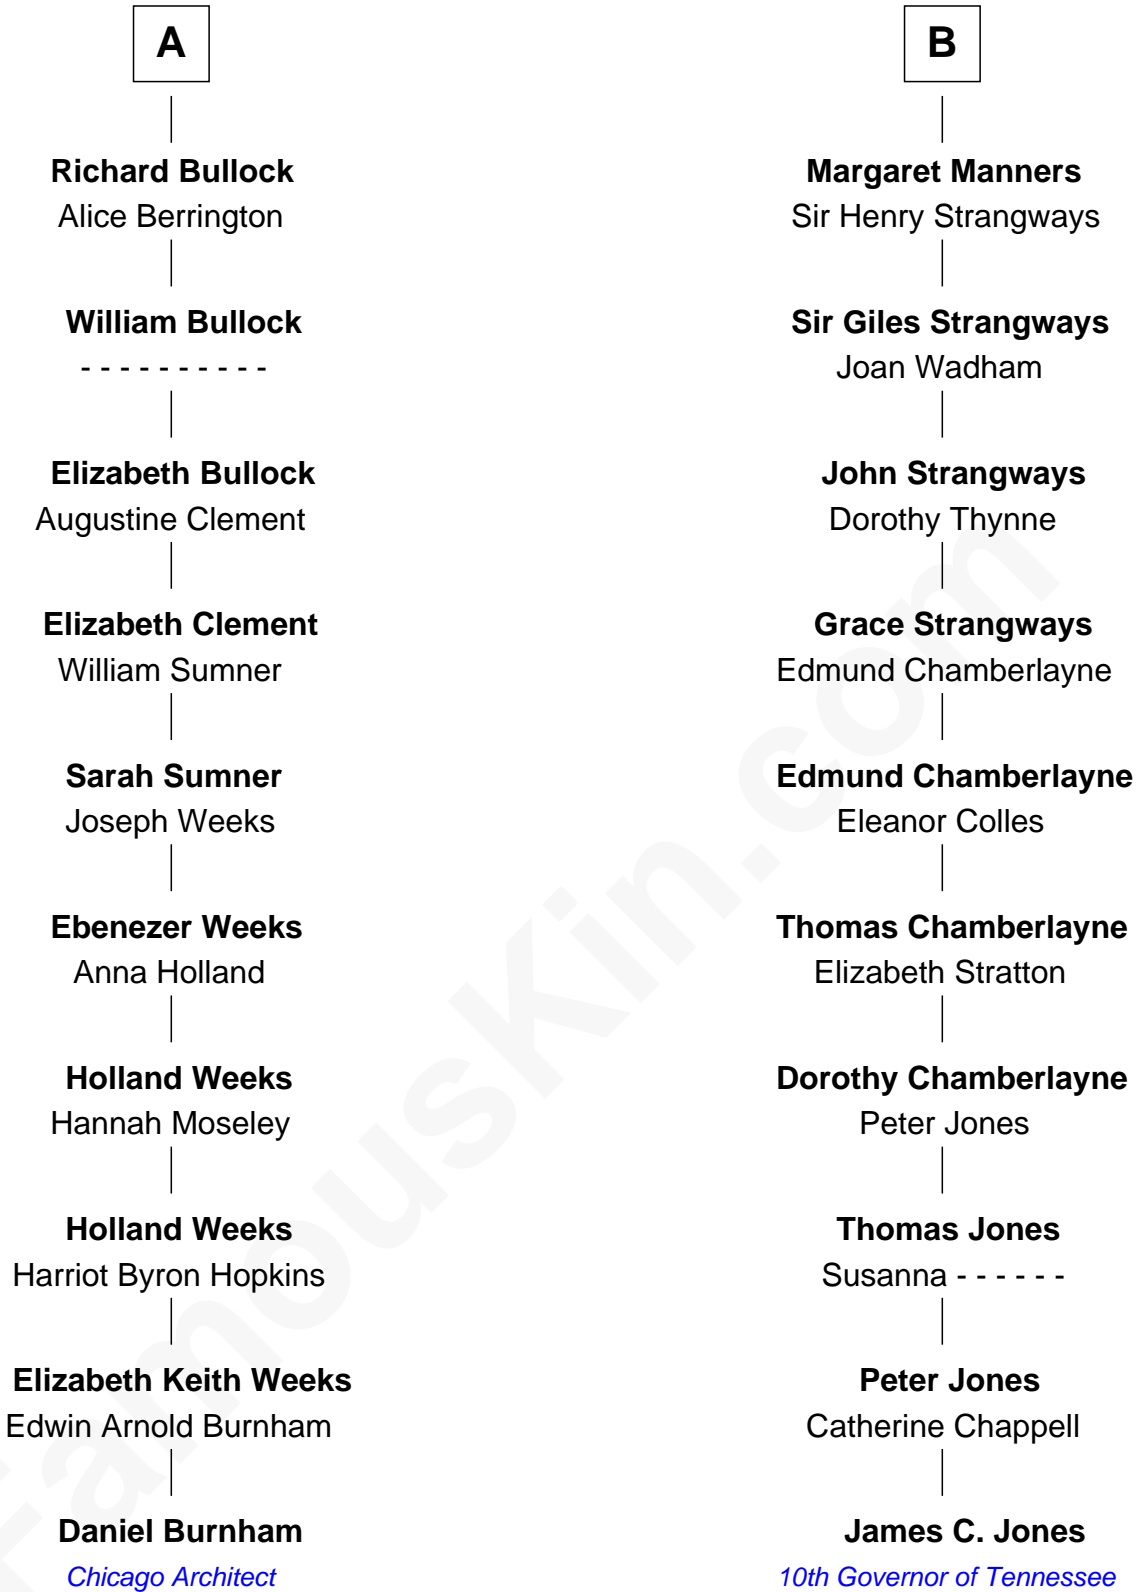 A
Richard Bullock
Alice Berrington
William Bullock
- - - - - - - - - -
Elizabeth Bullock
Augustine Clement
Elizabeth Clement
William Sumner
Sarah Sumner
Joseph Weeks
Ebenezer Weeks
Anna Holland
Holland Weeks
Hannah Moseley
Holland Weeks
Harriot Byron Hopkins
Elizabeth Keith Weeks
Edwin Arnold Burnham
Daniel Burnham
Chicago Architect
B
Margaret Manners
Sir Henry Strangways
Sir Giles Strangways
Joan Wadham
John Strangways
Dorothy Thynne
Grace Strangways
Edmund Chamberlayne
Edmund Chamberlayne
Eleanor Colles
Thomas Chamberlayne
Elizabeth Stratton
Dorothy Chamberlayne
Peter Jones
Thomas Jones
Susanna - - - - - -
Peter Jones
Catherine Chappell
James C. Jones
10th Governor of Tennessee
FamousKin.com